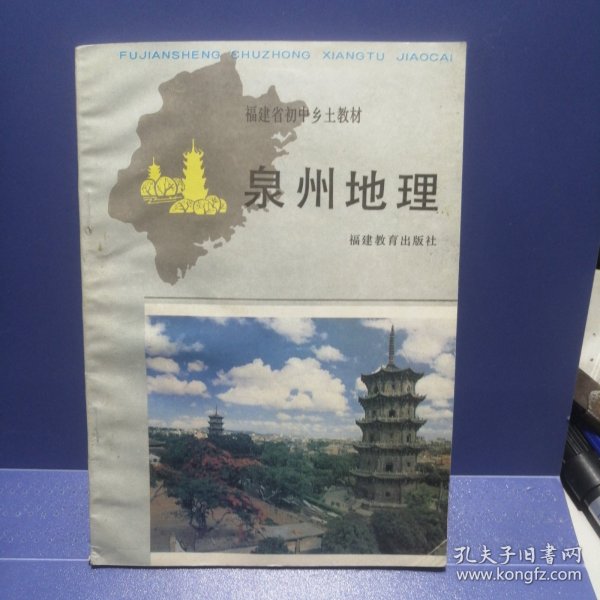 FUJIANSHENG CHUZHONG XIANGTU JIAOCAI
福建省初中乡土教材
泉州地理
福建教育出版社
孔夫子旧书网
www.kongfz.com